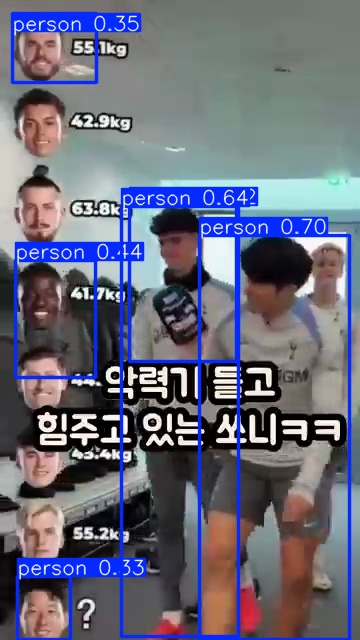 person 0.35
55.1kg
42.9kg
63.8kg
person 0.64
person 0.70
person 0.44
41.7kg
악력기 들고
힘주고 있는 쏘니ㅋㅋ
43.4kg
55.2kg
person 0.33
?